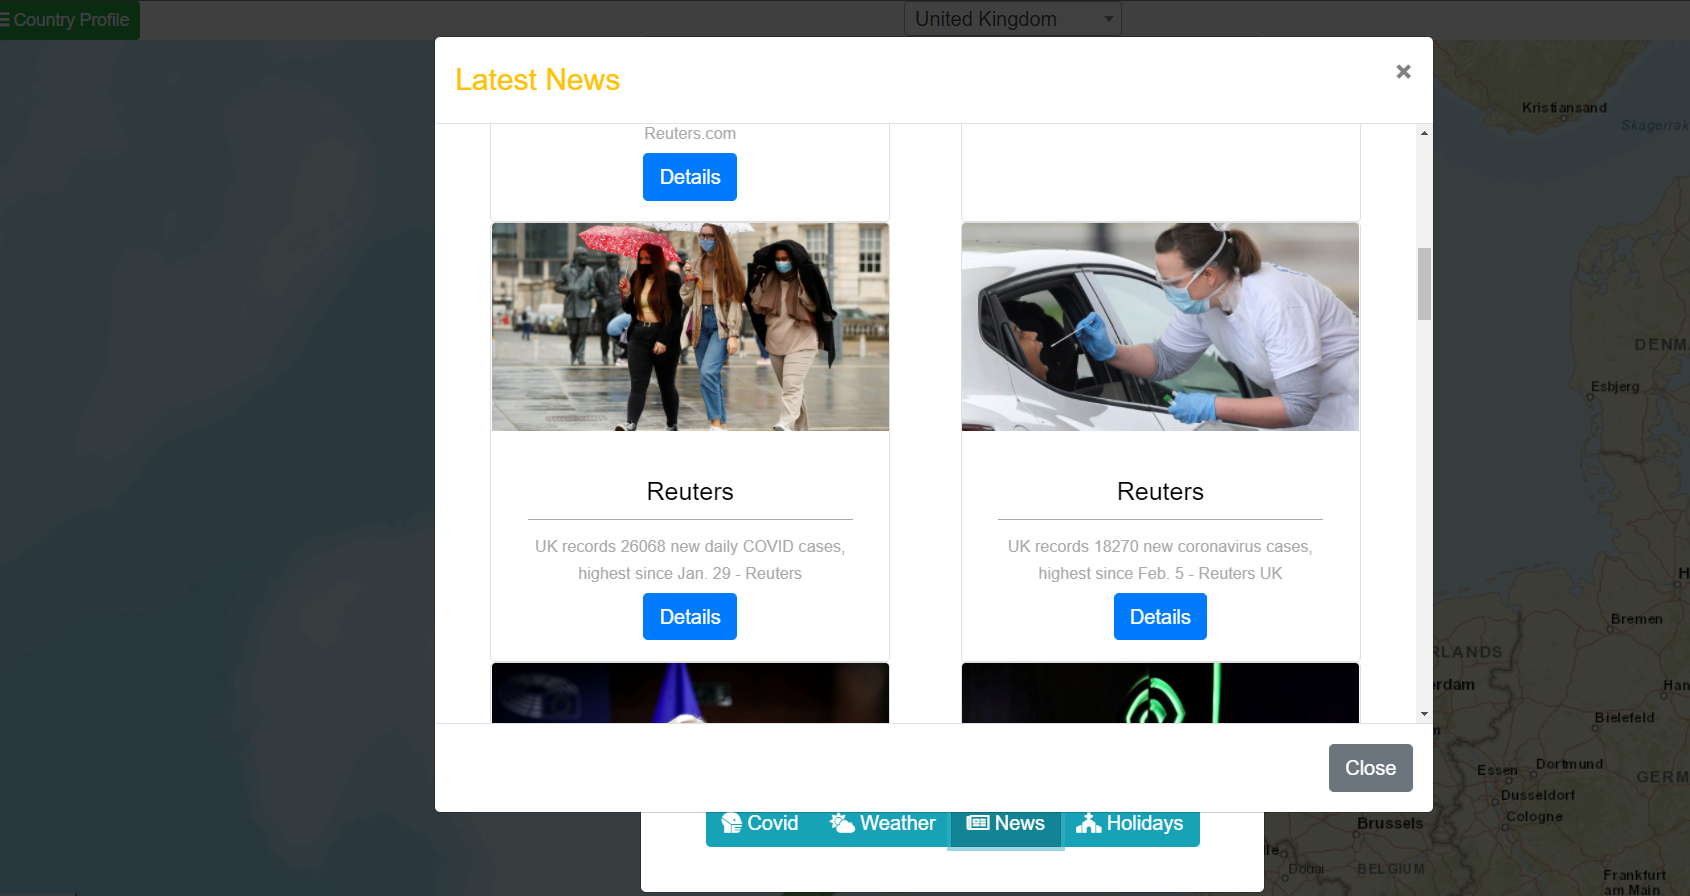 Country Profile
United Kingdom
Latest News
×
Reuters.com
Details
Reuters
UK records 26068 new daily COVID cases,
highest since Jan. 29 - Reuters
Details
Reuters
UK records 18270 new coronavirus cases,
highest since Feb. 5 - Reuters UK
Details
Close
Covid
Weather
News
Holidays
Kristiansand
Skagerrak
DENM
Esbjerg
H
Bremen
RLANDS
rdam
Han
m
Bielefeld
Essen
Dortmund
GERM
Dusseldorf
Cologne
Brussels
lle
Douai
BELGIUM
Frankfurt
am Main